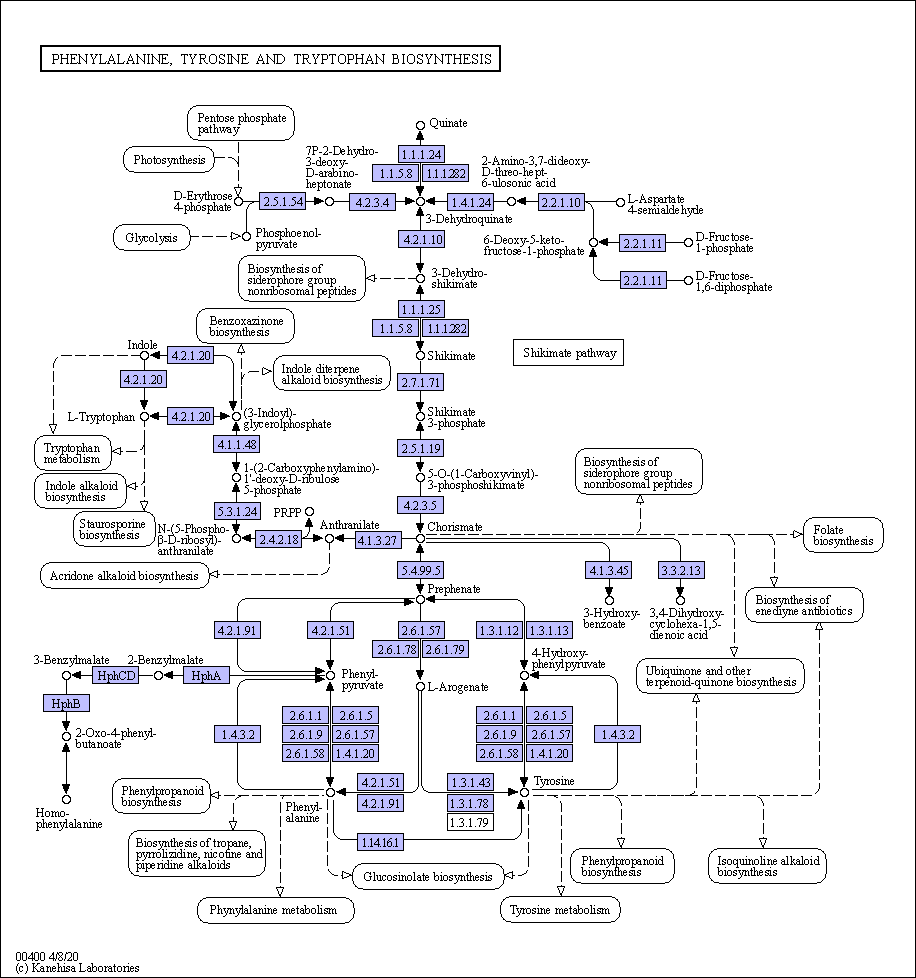 PHENYLALANINE, TYROSINE AND TRYPTOPHAN BIOSYNTHESIS
Pentose phosphate
pathway
Photosynthesis
Glycolysis
D-Erythrose
4-phosphate
2.5.1.54
Phosphoenol-
pyruvate
7P-2-Dehydro-
3-deoxy-
D-arabino-
heptonate
4.2.3.4
Quinate
1.1.1.24
1.1.5.8
1.1.1.282
3-Dehydroquinate
1.4.1.24
2-Amino-3,7-dideoxy-
D-threo-hept-
6-ulosonic acid
2.2.1.10
L-Aspartate
4-semialdehyde
6-Deoxy-5-keto-
fructose-1-phosphate
2.2.1.11
D-Fructose-
1-phosphate
2.2.1.11
D-Fructose-
1,6-diphosphate
4.2.1.10
Biosynthesis of
siderophore group
nonribosomal peptides
3-Dehydro-
shikimate
1.1.1.25
1.1.5.8
1.1.1.282
Shikimate
Shikimate pathway
2.7.1.71
Shikimate
3-phosphate
2.5.1.19
5-O-(1-Carboxyvinyl)-
3-phosphoshikimate
4.2.3.5
Chorismate
Benzoxazinone
biosynthesis
Indole
4.2.1.20
4.2.1.20
Indole diterpene
alkaloid biosynthesis
L-Tryptophan
4.2.1.20
(3-Indoyl)-
glycerolphosphate
Tryptophan
metabolism
4.1.1.48
Indole alkaloid
biosynthesis
1-(2-Carboxyphenylamino)-
1'-deoxy-D-ribulose
5-phosphate
Staurosporine
biosynthesis
5.3.1.24
N-(5-Phospho-
β-D-ribosyl)-
anthranilate
PRPP
2.4.2.18
Anthranilate
4.1.3.27
Acridone alkaloid biosynthesis
Biosynthesis of
siderophore group
nonribosomal peptides
Folate
biosynthesis
5.4.99.5
Prephenate
4.1.3.45
3-Hydroxy-
benzoate
3.3.2.13
3,4-Dihydroxy-
cyclohexa-1,5-
dienoic acid
Biosynthesis of
enediyne antibiotics
Ubiquinone and other
terpenoid-quinone biosynthesis
4.2.1.91
4.2.1.51
2.6.1.57
2.6.1.78
2.6.1.79
1.3.1.12
1.3.1.13
3-Benzylmalate
2-Benzylmalate
HphCD
HphA
HphB
2-Oxo-4-phenyl-
butanoate
Homo-
phenylalanine
Phenyl-
pyruvate
L-Arogenate
4-Hydroxy-
phenylpyruvate
1.4.3.2
2.6.1.1
2.6.1.5
2.6.1.9
2.6.1.57
2.6.1.58
1.4.1.20
2.6.1.1
2.6.1.5
2.6.1.9
2.6.1.57
2.6.1.58
1.4.1.20
1.4.3.2
Phenylpropanoid
biosynthesis
Phenyl-
alanine
4.2.1.51
4.2.1.91
1.3.1.43
1.3.1.78
1.3.1.79
Tyrosine
1.14.16.1
Biosynthesis of tropane,
pyrrolizidine, nicotine and
piperidine alkaloids
Glucosinolate biosynthesis
Phenylpropanoid
biosynthesis
Isoquinoline alkaloid
biosynthesis
Phynylalanine metabolism
Tyrosine metabolism
00400 4/8/20
(c) Kanehisa Laboratories